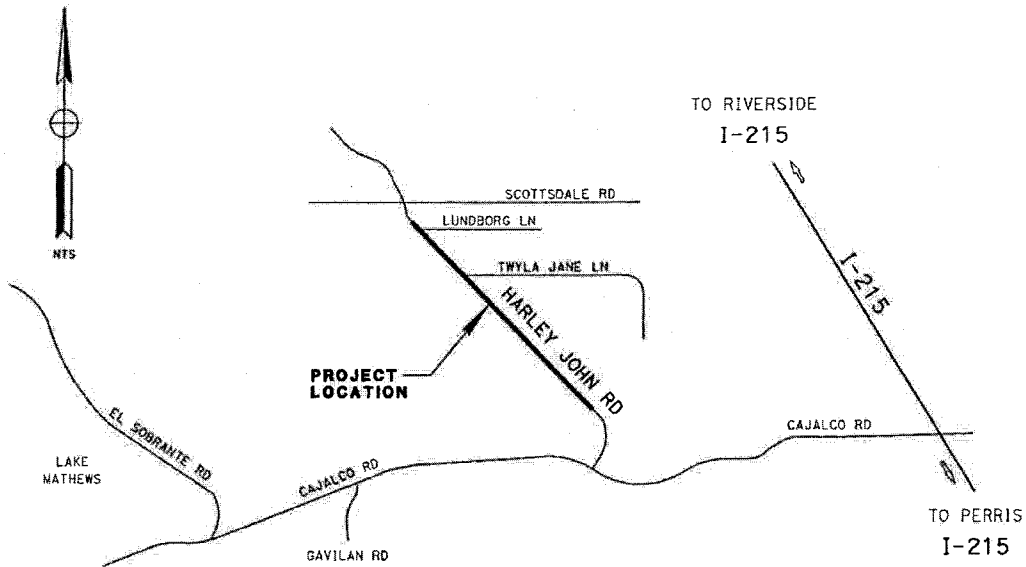 NTS
TO RIVERSIDE
I-215
SCOTTSDALE RD
LUNDBORG LN
TWYLA JANE LN
HARLEY JOHN RD
I-215
PROJECT
LOCATION
EL SOBRANTE RD
LAKE
MATHEWS
CAJALCO RD
CAJALCO RD
GAVILAN RD
TO PERRIS
I-215